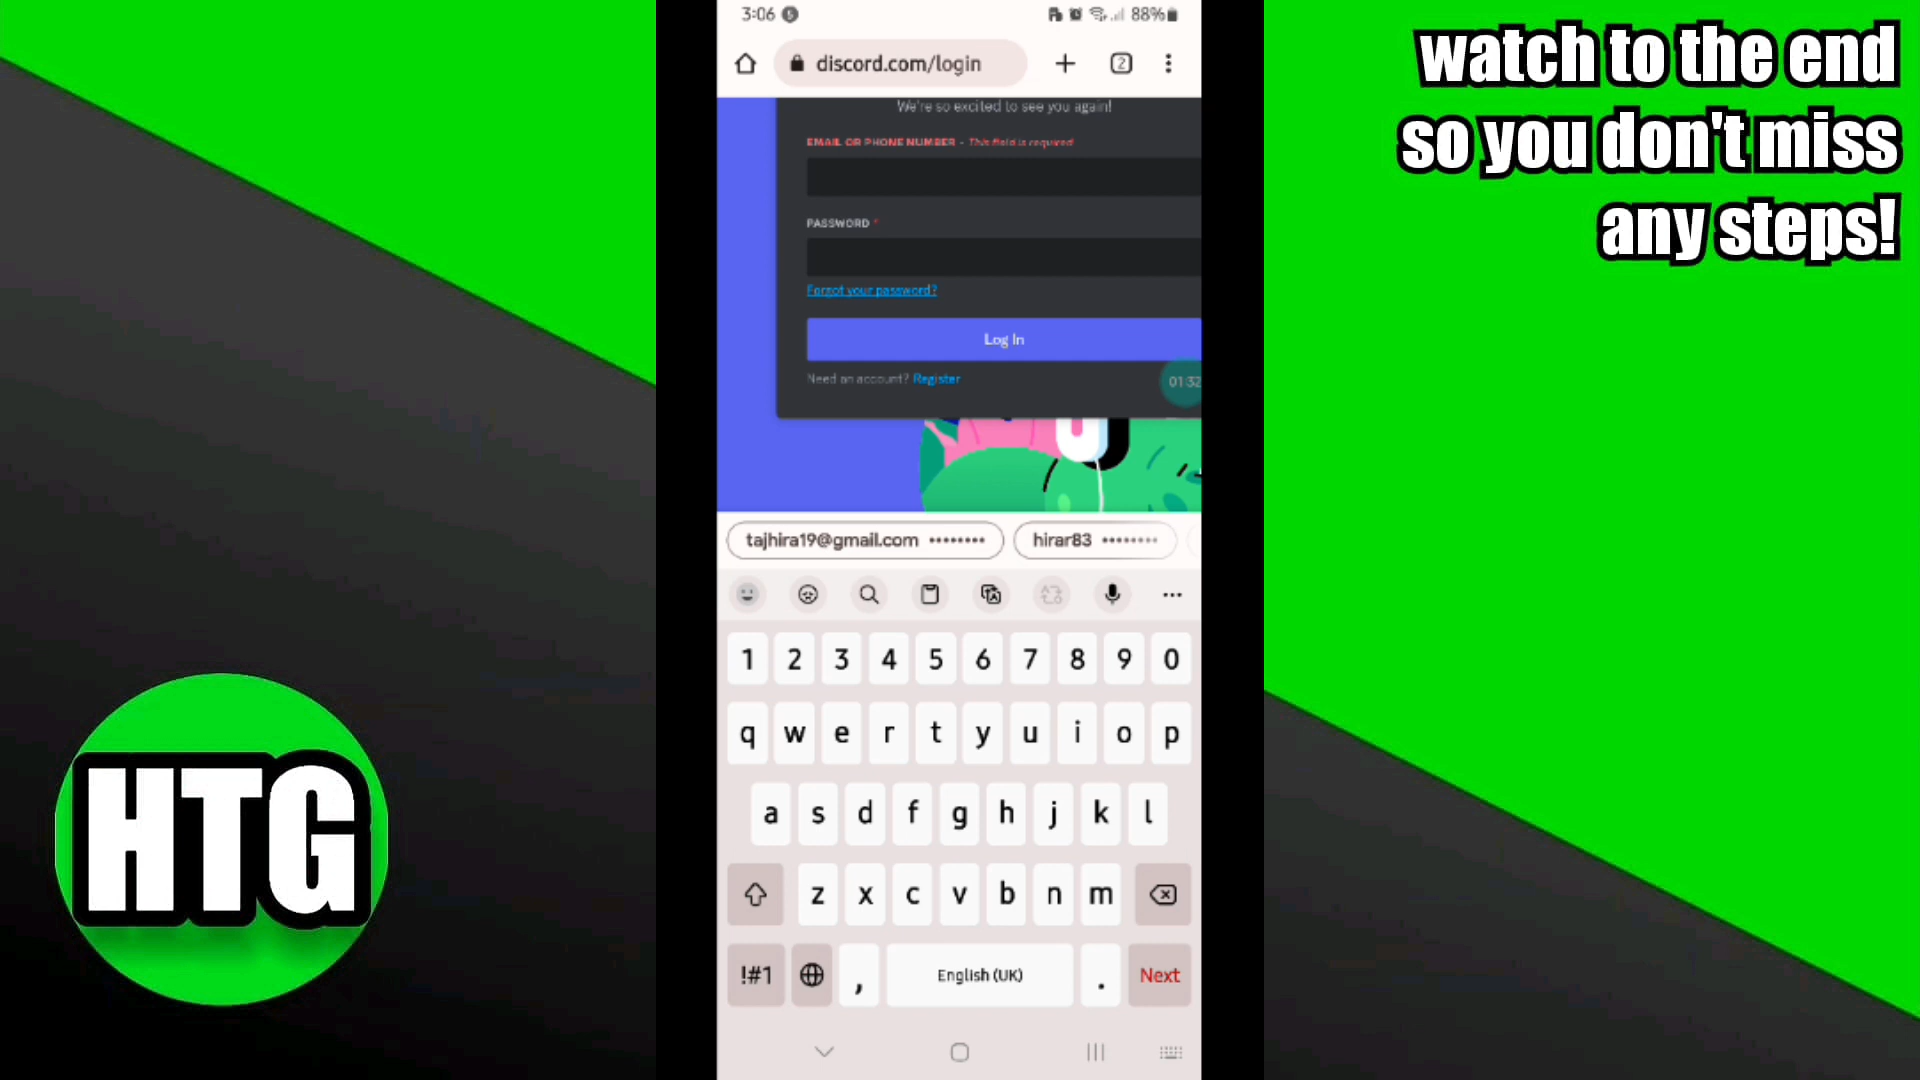 watch to the end
so you don't miss
any steps!
3:06
88%
discord.com/login
2
We're so excited to see you again!
EMAIL OR PHONE NUMBER - This field is required
PASSWORD *
Forgot your password?
Log In
Need an account? Register
01:32
tajhira19@gmail.com ••••••••
hirar83 ••••••••
1 2 3 4 5 6 7 8 9 0
q w e r t y u i o p
a s d f g h j k l
z x c v b n m
!#1 , English (UK) . Next
HTG